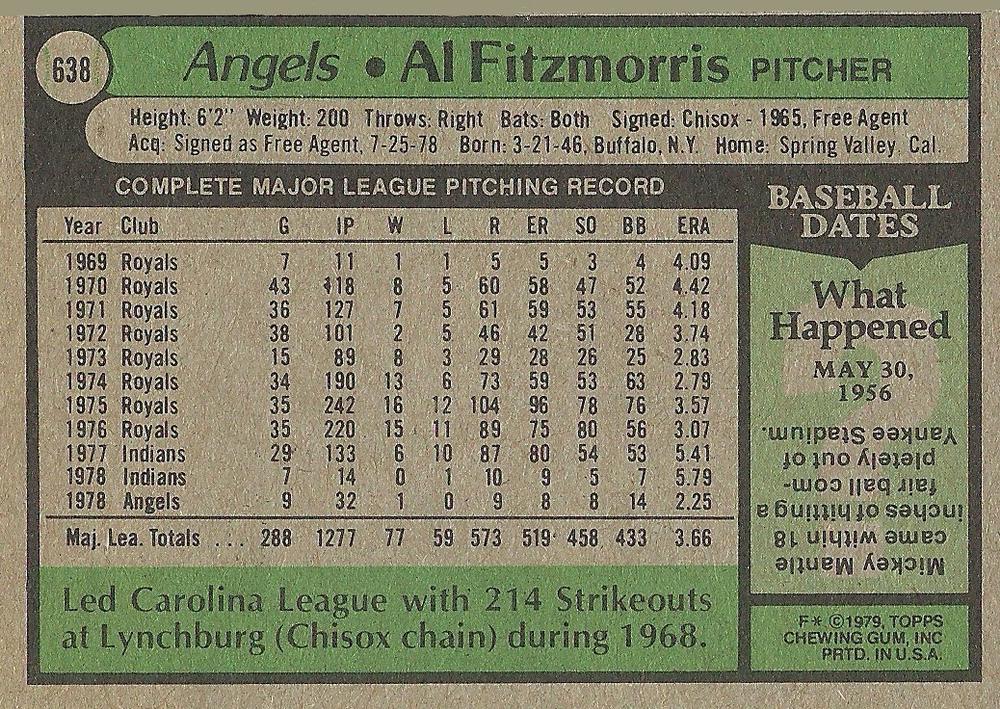 638
Angels • Al Fitzmorris PITCHER
Height: 6'2" Weight: 200 Throws: Right Bats: Both Signed: Chisox - 1965, Free Agent
Acq: Signed as Free Agent, 7-25-78 Born: 3-21-46, Buffalo, N.Y. Home: Spring Valley, Cal.
COMPLETE MAJOR LEAGUE PITCHING RECORD
Year Club G IP W L R ER SO BB ERA
1969 Royals 7 11 1 1 5 5 3 4 4.09
1970 Royals 43 118 8 5 60 58 47 52 4.42
1971 Royals 36 127 7 5 61 59 53 55 4.18
1972 Royals 38 101 2 5 46 42 51 28 3.74
1973 Royals 15 89 8 3 29 28 26 25 2.83
1974 Royals 34 190 13 6 73 59 53 63 2.79
1975 Royals 35 242 16 12 104 96 78 76 3.57
1976 Royals 35 220 15 11 89 75 80 56 3.07
1977 Indians 29 133 6 10 87 80 54 53 5.41
1978 Indians 7 14 0 1 10 9 5 7 5.79
1978 Angels 9 32 1 0 9 8 8 14 2.25
Maj. Lea. Totals ... 288 1277 77 59 573 519 458 433 3.66
Led Carolina League with 214 Strikeouts
at Lynchburg (Chisox chain) during 1968.
BASEBALL
DATES
What
Happened
MAY 30,
1956
Mickey Mantle
came within 18
inches of hitting a
fair ball com-
pletely out of
Yankee Stadium.
F* ©1979, TOPPS
CHEWING GUM, INC
PRTD. IN U.S.A.